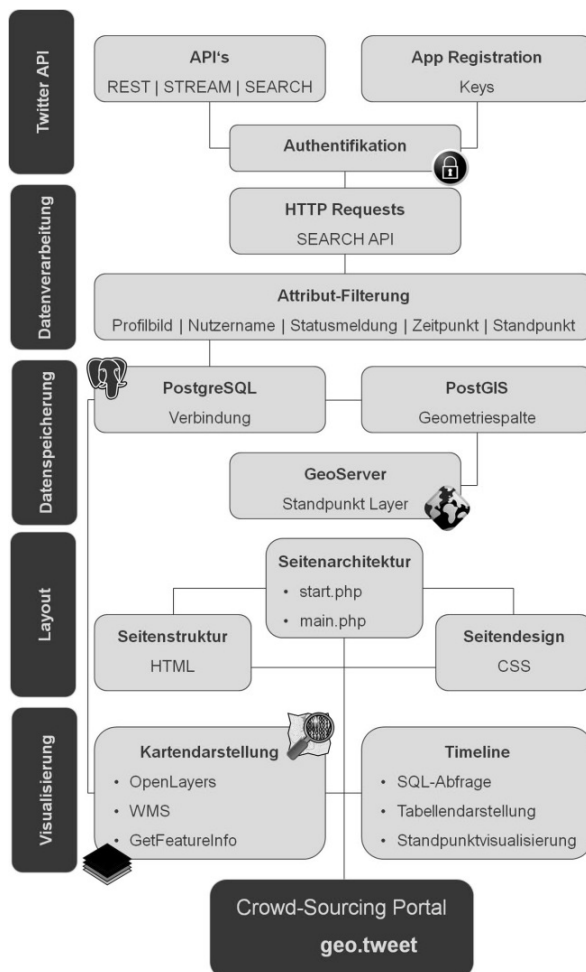 Twitter API
API‘s
REST | STREAM | SEARCH
App Registration
Keys
Authentifikation
Datenverarbeitung
HTTP Requests
SEARCH API
Attribut-Filterung
Profilbild | Nutzername | Statusmeldung | Zeitpunkt | Standpunkt
Datenspeicherung
PostgreSQL
Verbindung
PostGIS
Geometriespalte
GeoServer
Standpunkt Layer
Layout
Seitenarchitektur
• start.php
• main.php
Seitenstruktur
HTML
Seitendesign
CSS
Visualisierung
Kartendarstellung
• OpenLayers
• WMS
• GetFeatureInfo
Timeline
• SQL-Abfrage
• Tabellendarstellung
• Standpunktvisualisierung
Crowd-Sourcing Portal
geo.tweet